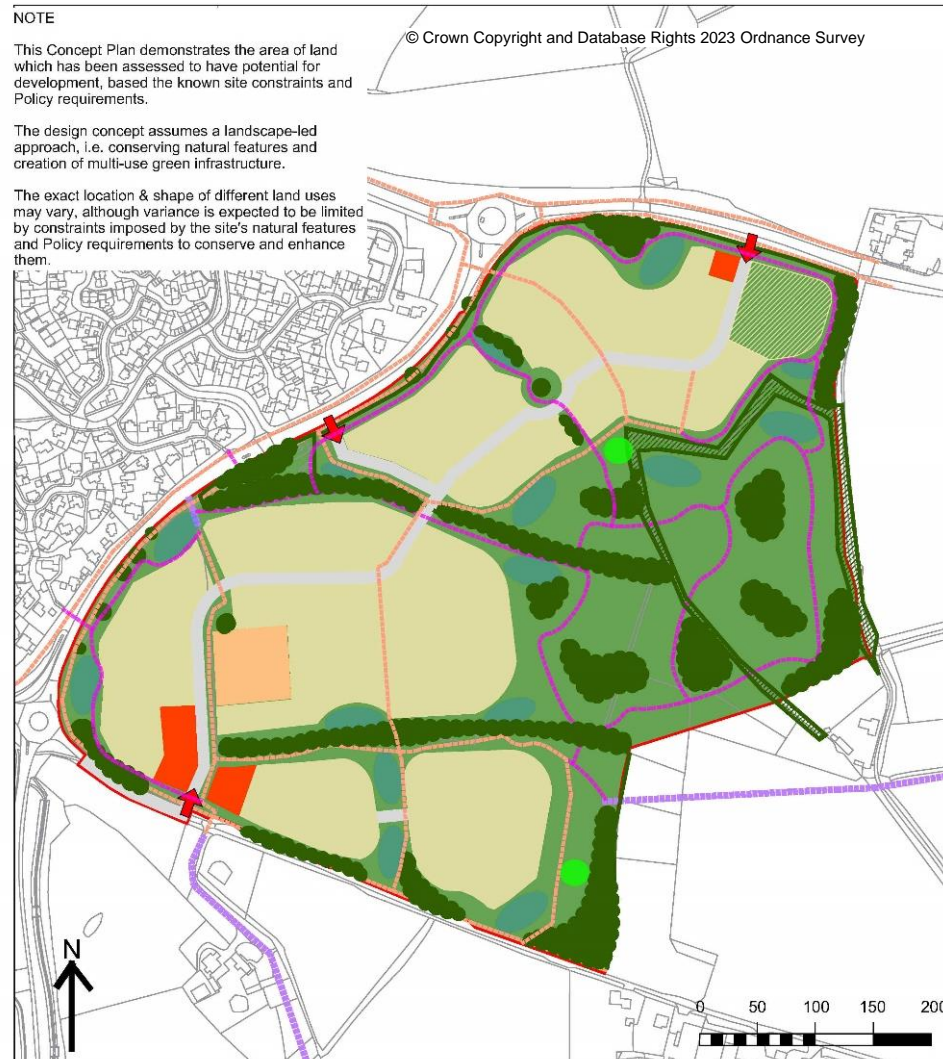 NOTE
© Crown Copyright and Database Rights 2023 Ordnance Survey
This Concept Plan demonstrates the area of land
which has been assessed to have potential for
development, based the known site constraints and
Policy requirements.
The design concept assumes a landscape-led
approach, i.e. conserving natural features and
creation of multi-use green infrastructure.
The exact location & shape of different land uses
may vary, although variance is expected to be limited
by constraints imposed by the site's natural features
and Policy requirements to conserve and enhance
them.
N
0 50 100 150 200